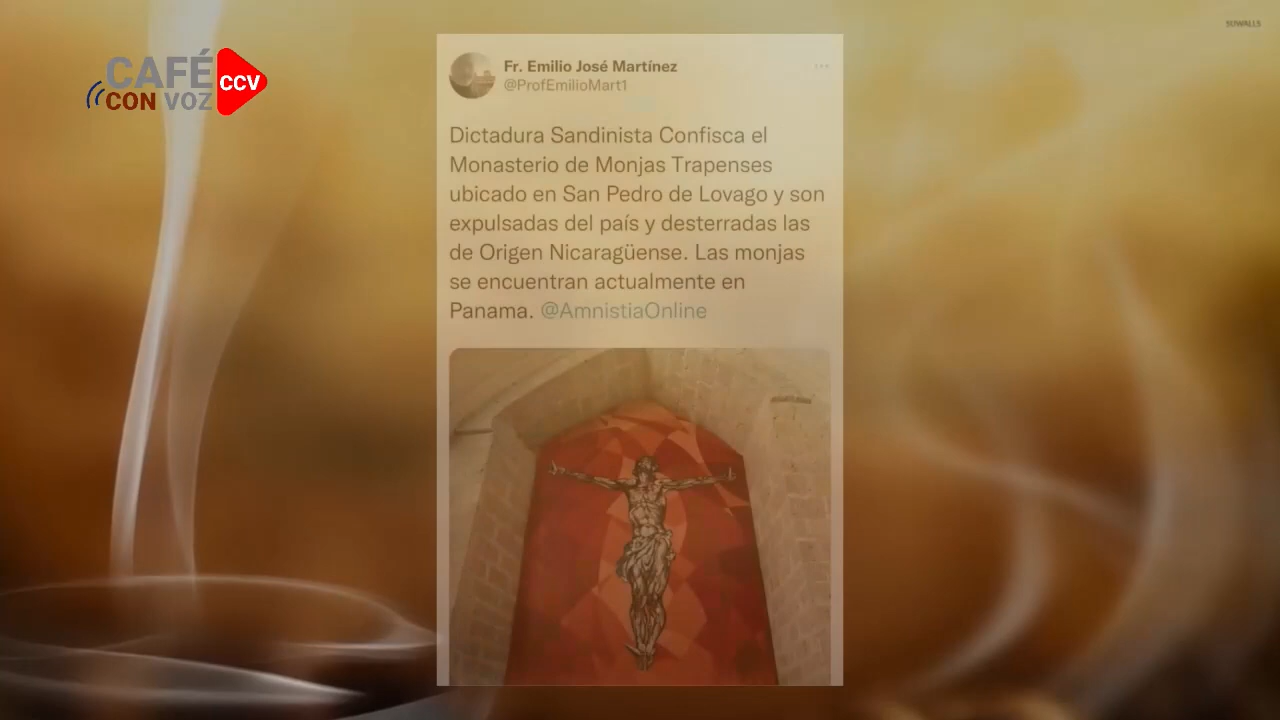 SUWALLS
CAFÉ
CON VOZ
CCV
Fr. Emilio José Martínez
@ProfEmilioMart1
Dictadura Sandinista Confisca el
Monasterio de Monjas Trapenses
ubicado en San Pedro de Lovago y son
expulsadas del país y desterradas las
de Origen Nicaragüense. Las monjas
se encuentran actualmente en
Panama. @AmnistiaOnline